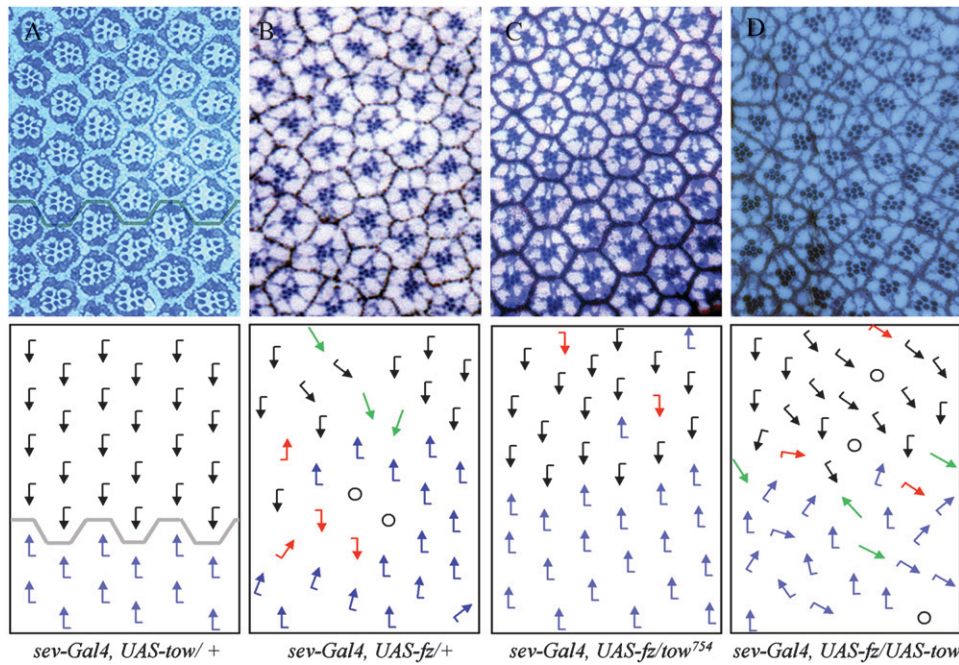 A B C D
sev-Gal4, UAS-tow/ + sev-Gal4, UAS-fz/+ sev-Gal4, UAS-fz/tow⁷⁵⁴ sev-Gal4, UAS-fz/UAS-tow